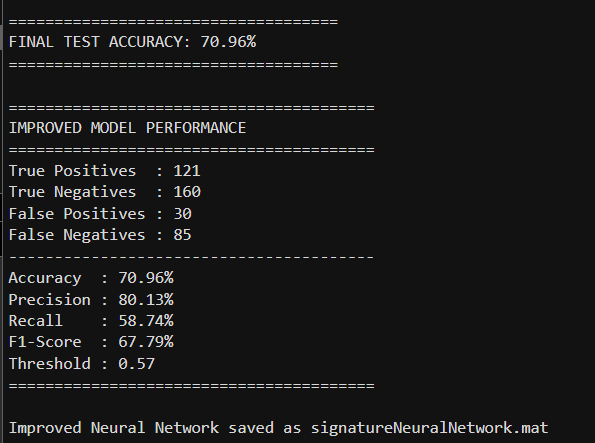 ====================================
FINAL TEST ACCURACY: 70.96%
====================================
========================================
IMPROVED MODEL PERFORMANCE
========================================
True Positives  : 121
True Negatives  : 160
False Positives : 30
False Negatives : 85
----------------------------------------
Accuracy  : 70.96%
Precision : 80.13%
Recall    : 58.74%
F1-Score  : 67.79%
Threshold : 0.57
========================================
Improved Neural Network saved as signatureNeuralNetwork.mat